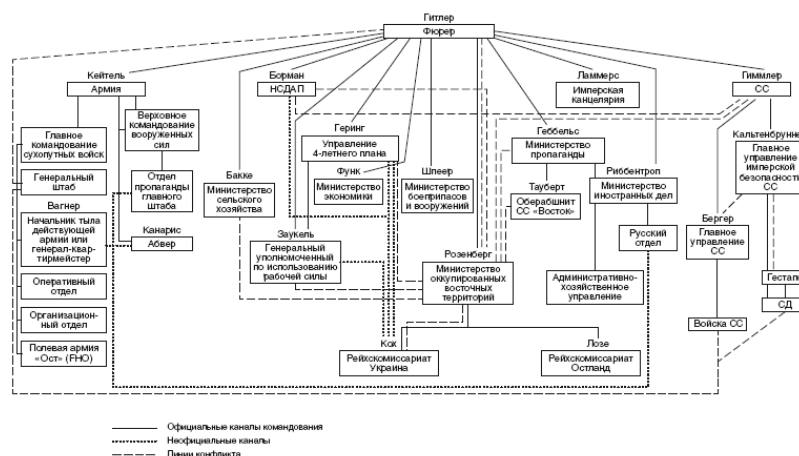 Гитлер
Фюрер
Кейтель
Армия
Борман
НСДАП
Ламмерс
Имперская
канцелярия
Гиммлер
СС
Главное
командование
сухопутных войск
Верховное
командование
вооруженных
сил
Геринг
Управление
4-летнего плана
Геббельс
Министерство
пропаганды
Кальтенбруннер
Главное
управление
имперской
безопасности
СС
Генеральный
штаб
Отдел
пропаганды
главного
штаба
Бакке
Министерство
сельского
хозяйства
Функ
Министерство
экономики
Шпеер
Министерство
боеприпасов
и вооружений
Тауберт
Оберабшнит
СС «Восток»
Риббентроп
Министерство
иностранных дел
Вагнер
Начальник тыла
действующей
армии или
генерал-квар-
тирмейстер
Канарис
Абвер
Заукель
Генеральный
уполномоченный
по использованию
рабочей силы
Розенберг
Министерство
оккупированных
восточных
территорий
Русский
отдел
Бергер
Главное
управление
СС
Оперативный
отдел
Административно-
хозяйственное
управление
Гестапо
СД
Организацион-
ный отдел
Войска СС
Полевая армия
«Ост» (FHO)
Кох
Рейхскомиссариат
Украина
Лозе
Рейхскомиссариат
Остланд
Официальные каналы командования
Неофициальные каналы
Линии конфликта